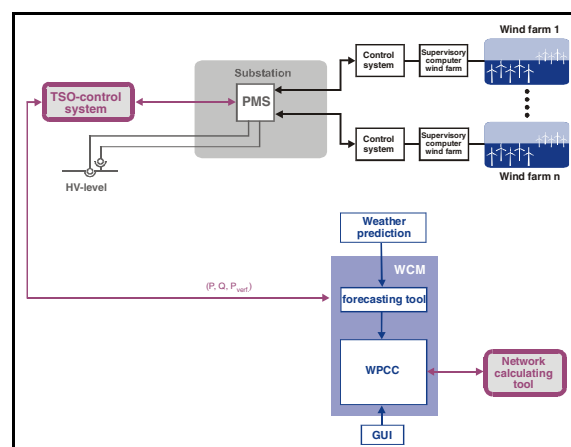 Wind farm 1
Control
system
Supervisory
computer
wind farm
Substation
TSO-control
system
PMS
Control
system
Supervisory
computer
wind farm
Wind farm n
HV-level
Weather
prediction
WCM
(P, Q, Pverf.)
forecasting tool
WPCC
Network
calculating
tool
GUI